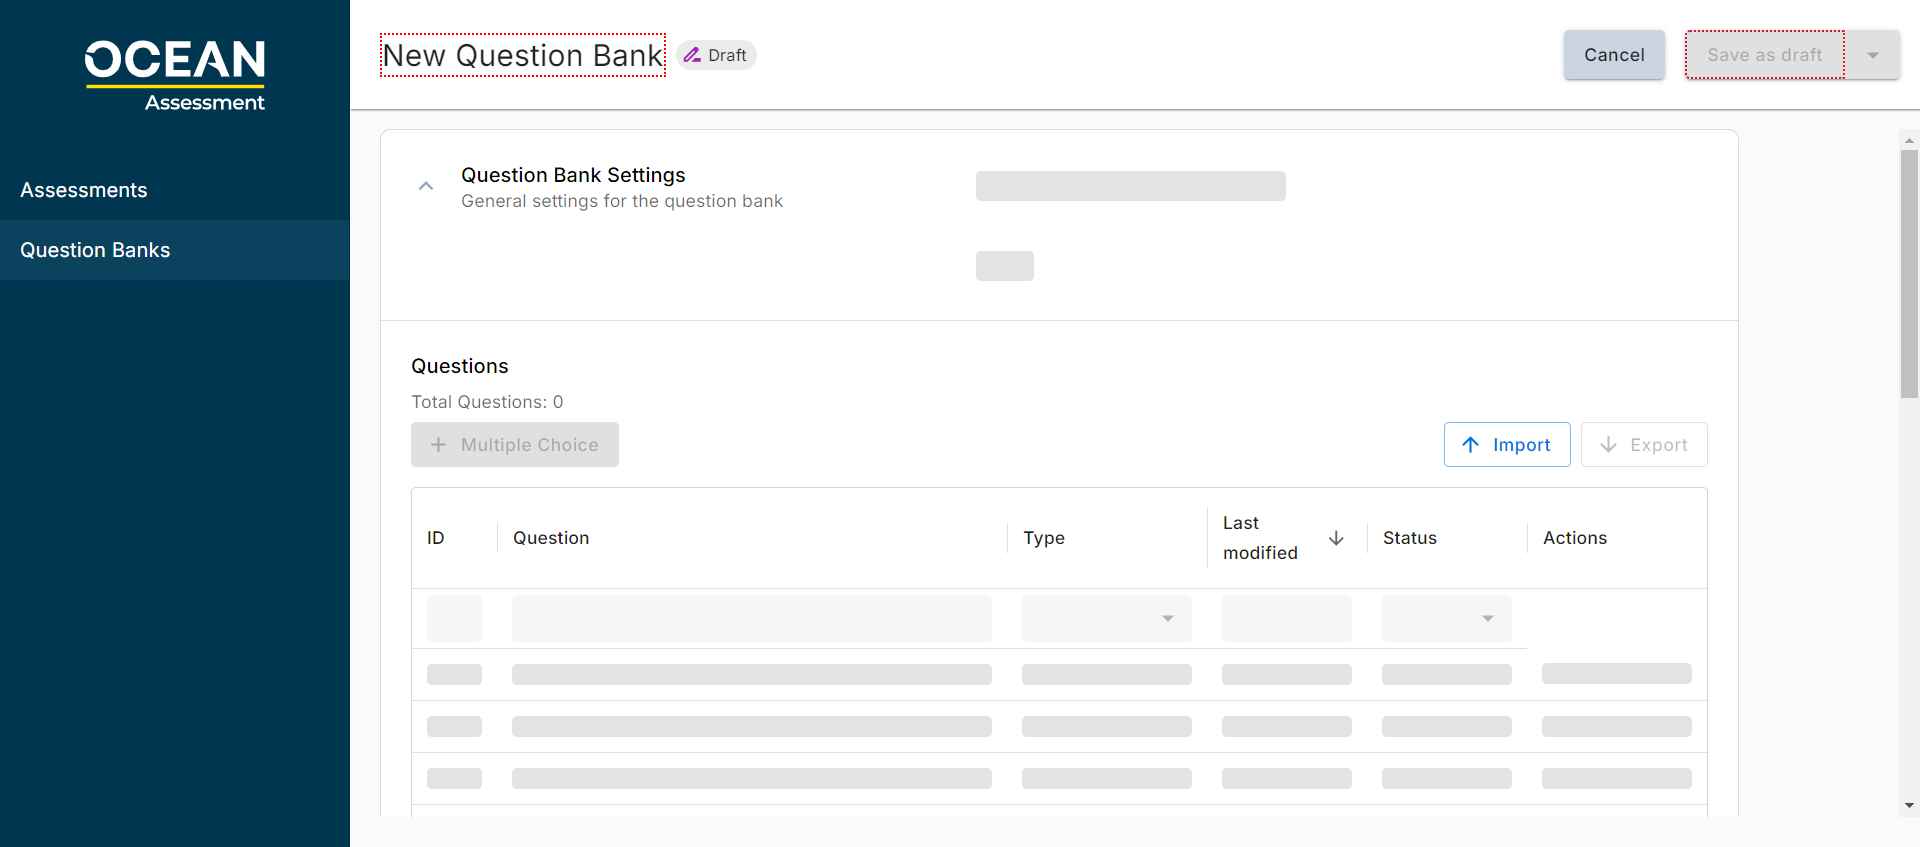 OCEAN
Assessment
Assessments
Question Banks
New Question Bank
Draft
Cancel
Save as draft
Question Bank Settings
General settings for the question bank
Questions
Total Questions: 0
Multiple Choice
Import
Export
ID
Question
Type
Last
modified
Status
Actions